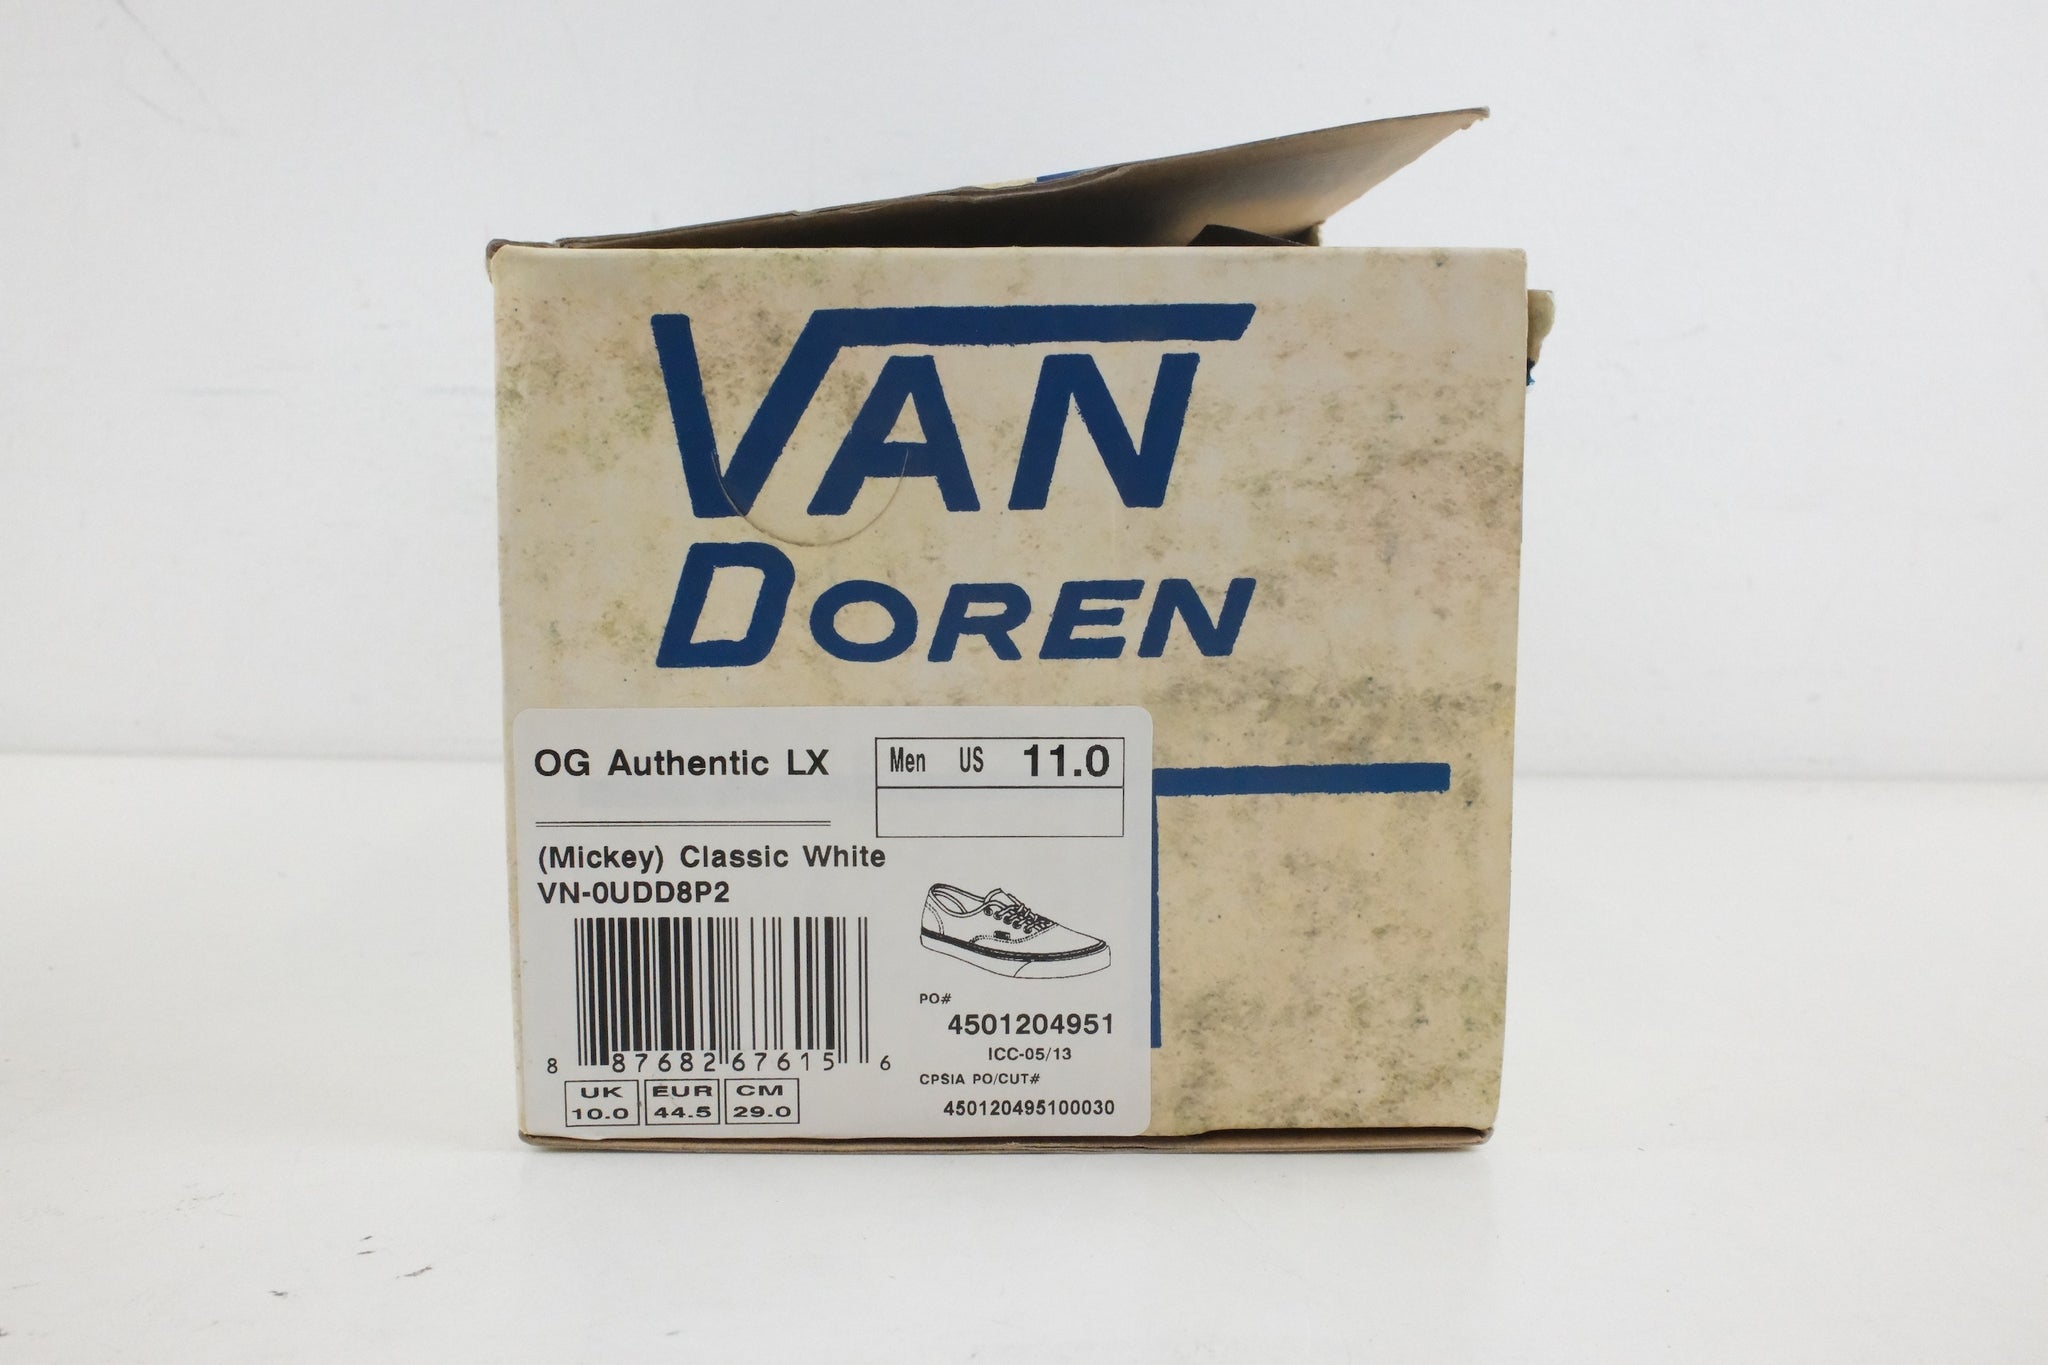 VAN
DOREN
OG Authentic LX
Men US 11.0
(Mickey) Classic White
VN-0UDD8P2
8 87682 67615 6
PO#
4501204951
ICC-05/13
CPSIA PO/CUT#
450120495100030
UK EUR CM
10.0 44.5 29.0